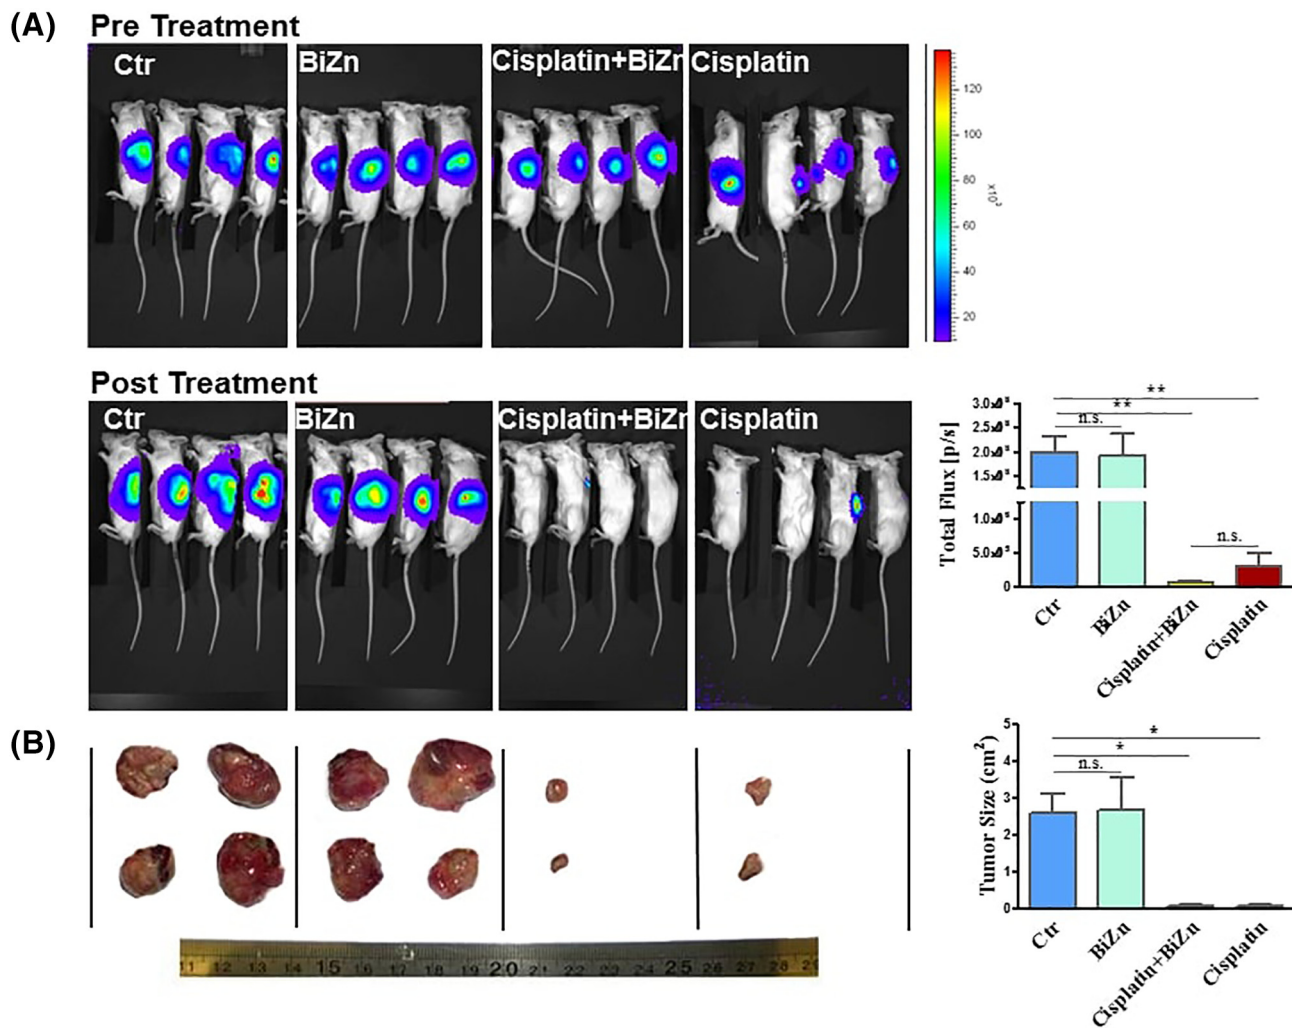 (A)
Pre Treatment
Ctr
BiZn
Cisplatin+BiZn
Cisplatin
120
100
80
60
40
20
x10³
Post Treatment
Ctr
BiZn
Cisplatin+BiZn
Cisplatin
Total Flux [p/s]
**
**
n.s.
n.s.
0
Ctr
BiZn
Cisplatin+BiZn
Cisplatin
(B)
11 12 13 14 15 16 17 18 19 20 21 22 23 24 25 26 27 28
Tumor Size (cm²)
5
4
3
2
1
0
*
*
n.s.
Ctr
BiZn
Cisplatin+BiZn
Cisplatin